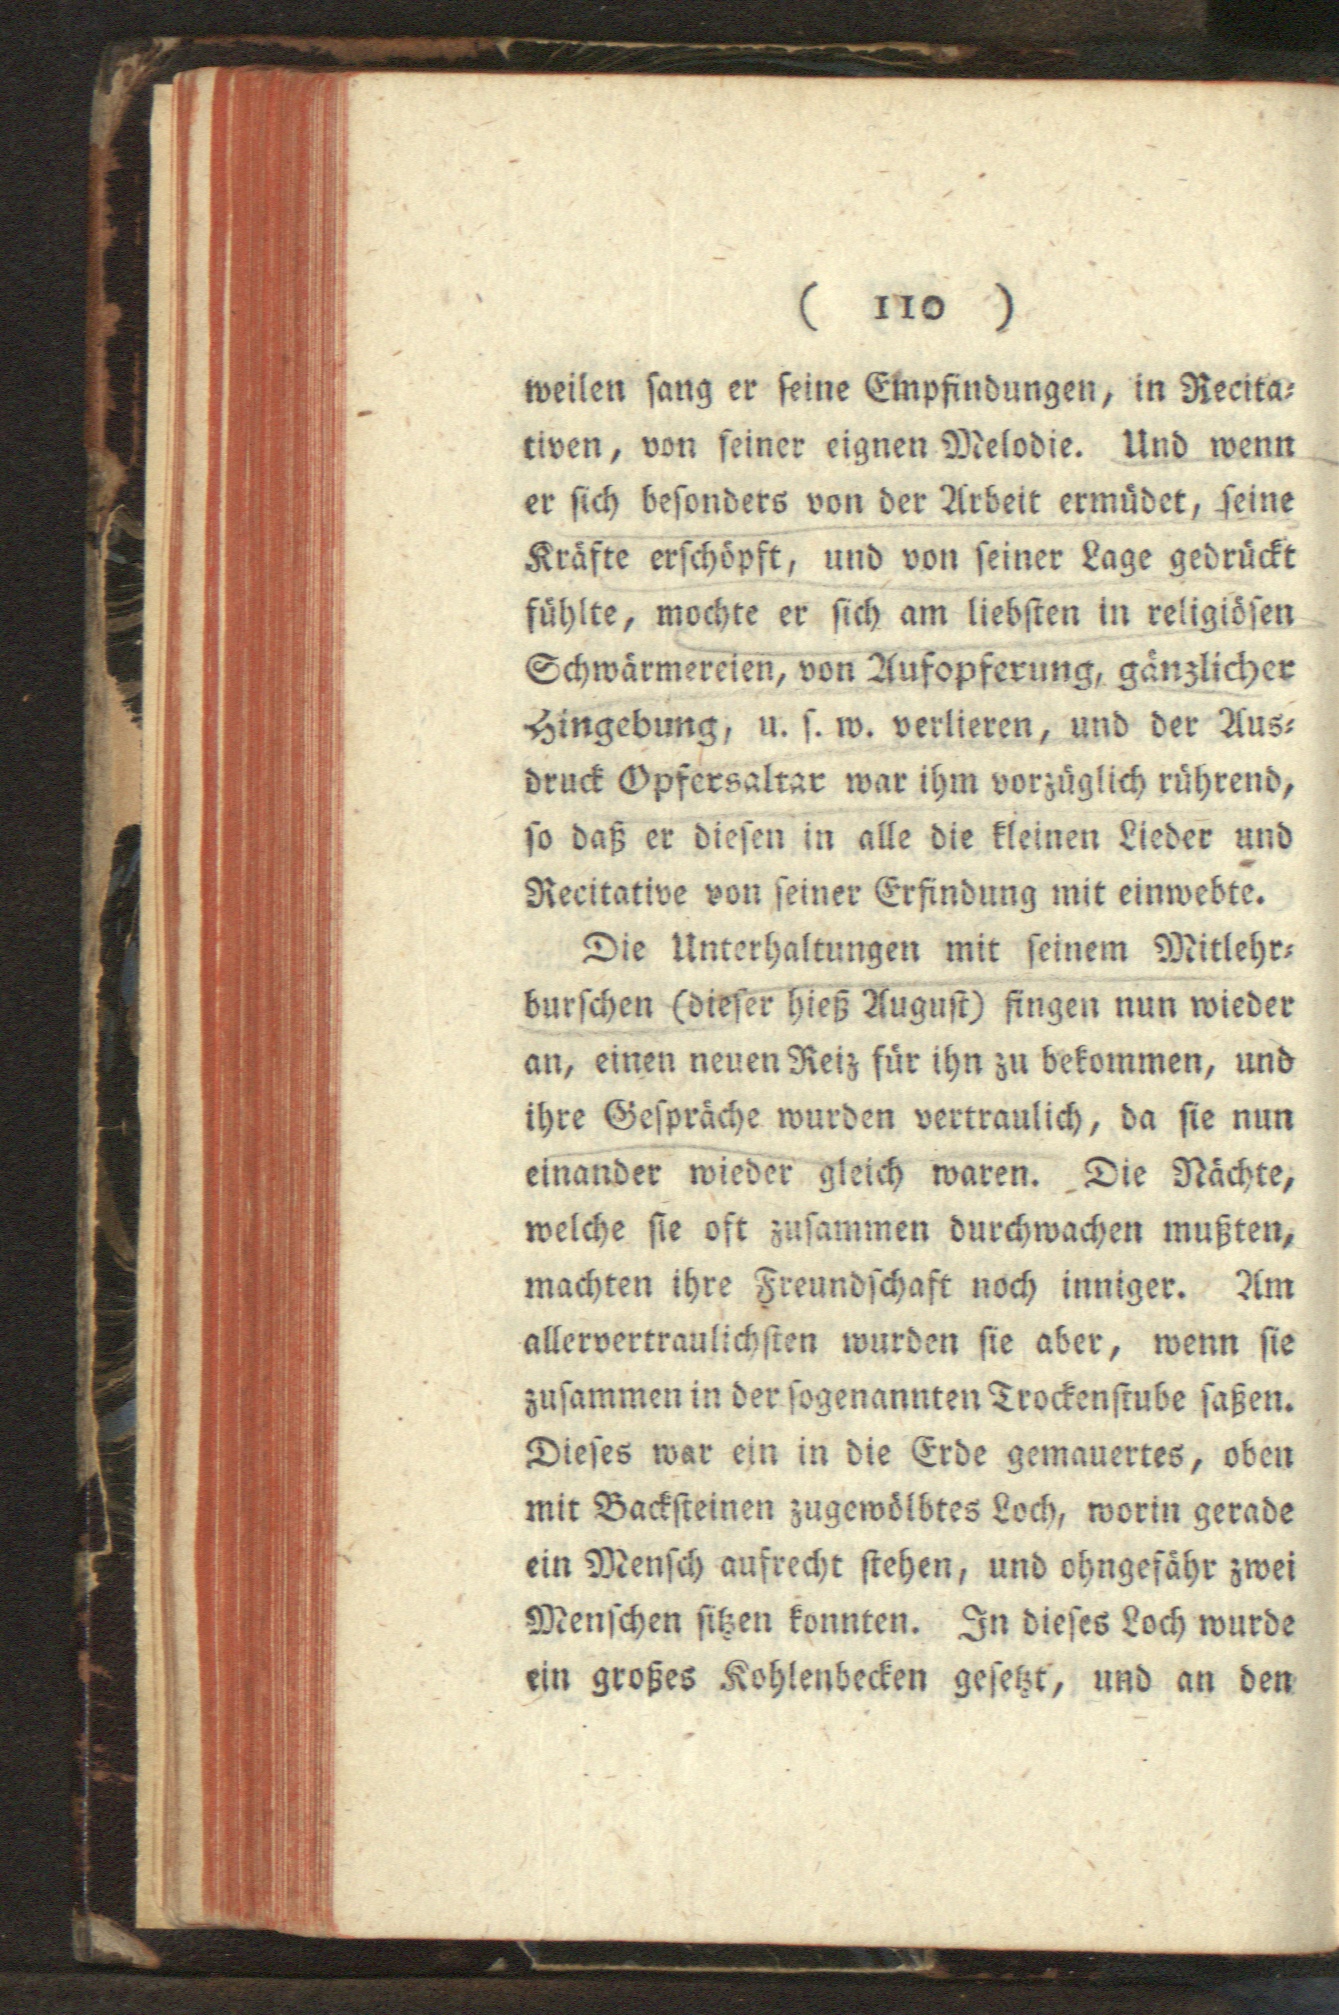 ( 110 )
weilen ſang er ſeine Empfindungen, in Recita⸗
tiven, von ſeiner eignen Melodie. Und wenn
er ſich beſonders von der Arbeit ermüdet, ſeine
Kräfte erſchöpft, und von ſeiner Lage gedrückt
fühlte, mochte er ſich am liebſten in religiöſen
Schwärmereien, von Aufopferung, gänzlicher
Hingebung, u. ſ. w. verlieren, und der Aus⸗
druck Opfersaltar war ihm vorzüglich rührend,
ſo daß er dieſen in alle die kleinen Lieder und
Recitative von ſeiner Erfindung mit einwebte.
Die Unterhaltungen mit ſeinem Mitlehr⸗
burſchen (dieſer hieß Auguſt) fingen nun wieder
an, einen neuen Reiz für ihn zu bekommen, und
ihre Geſpräche wurden vertraulich, da ſie nun
einander wieder gleich waren. Die Nächte,
welche ſie oft zuſammen durchwachen mußten,
machten ihre Freundſchaft noch inniger. Am
allervertraulichſten wurden ſie aber, wenn ſie
zuſammen in der ſogenannten Trockenſtube ſaßen.
Dieſes war ein in die Erde gemauertes, oben
mit Backſteinen zugewölbtes Loch, worin gerade
ein Menſch aufrecht ſtehen, und ohngefähr zwei
Menſchen ſitzen konnten. In dieſes Loch wurde
ein großes Kohlenbecken geſetzt, und an den